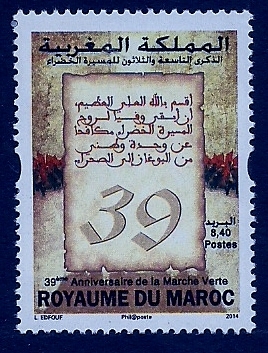 المملكة المغربية
الذكرى التاسعة والثلاثون للمسيرة الخضراء
أقسم بالله العلي العظيم،
أن أبقى وفيا لروح
المسيرة الخضراء، مكافحا
عن وحدة وطني
من البوغاز إلى الصحراء
39
البريد
8,40
Postes
39ème Anniversaire de la Marche Verte
ROYAUME DU MAROC
L. EDFOUF
Phil@poste
2014